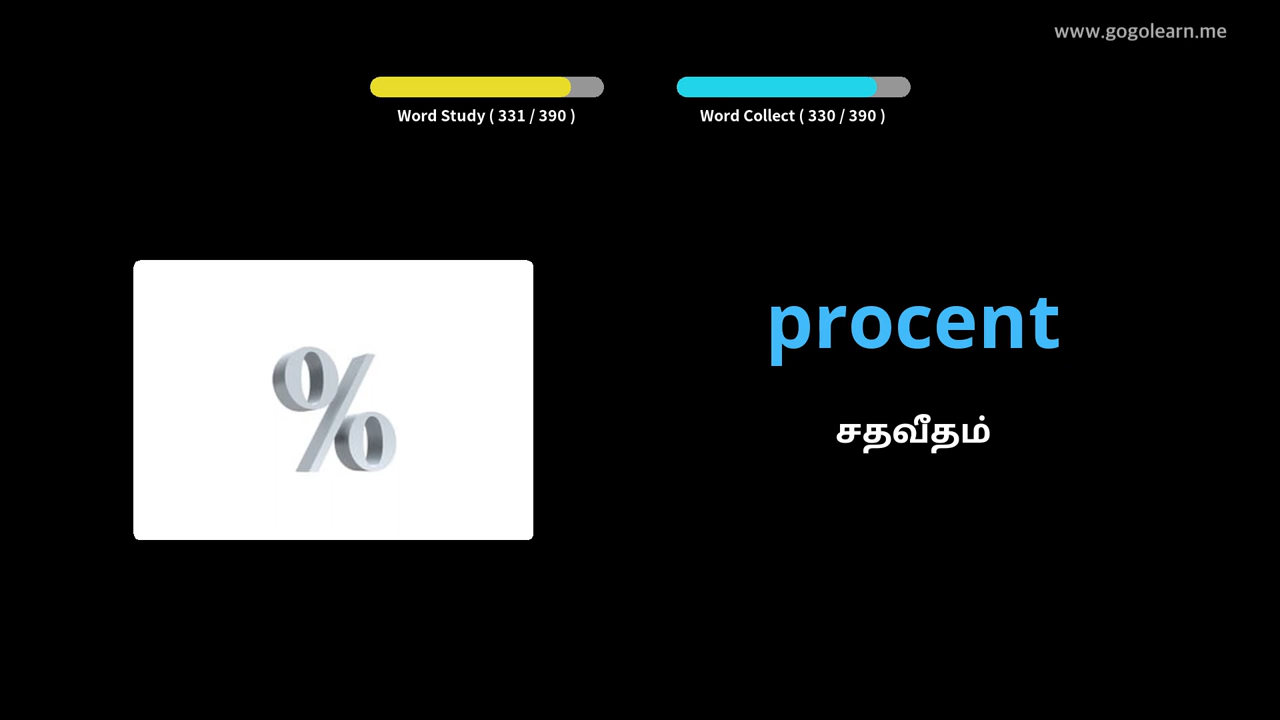 www.gogolearn.me
Word Study ( 331 / 390 )
Word Collect ( 330 / 390 )
%
procent
சதவீதம்